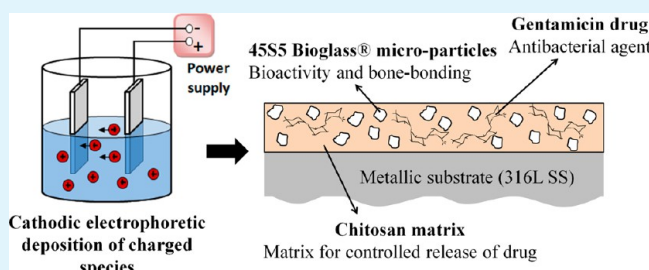 -
+
Power
supply
Cathodic electrophoretic
deposition of charged
species
45S5 Bioglass® micro-particles
Bioactivity and bone-bonding
Gentamicin drug
Antibacterial agent
Metallic substrate (316L SS)
Chitosan matrix
Matrix for controlled release of drug